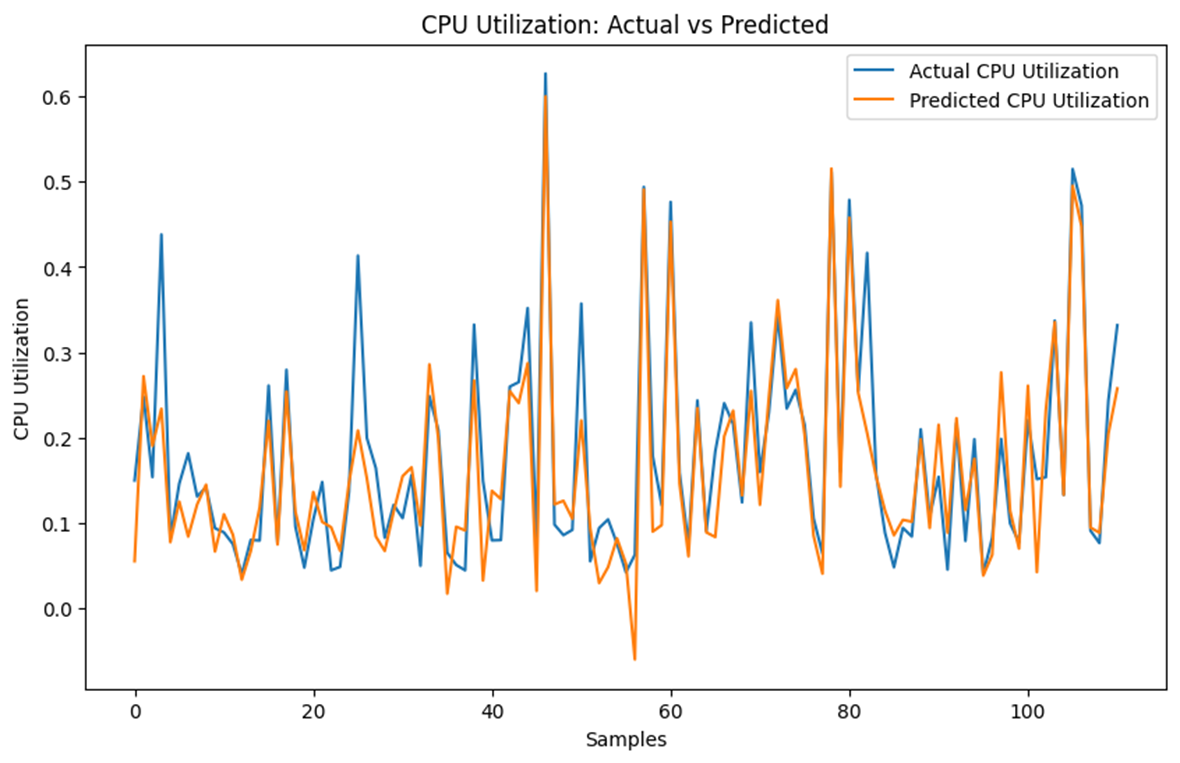 CPU Utilization: Actual vs Predicted
Actual CPU Utilization
Predicted CPU Utilization
0.6
0.5
0.4
0.3
0.2
0.1
0.0
CPU Utilization
0 20 40 60 80 100
Samples